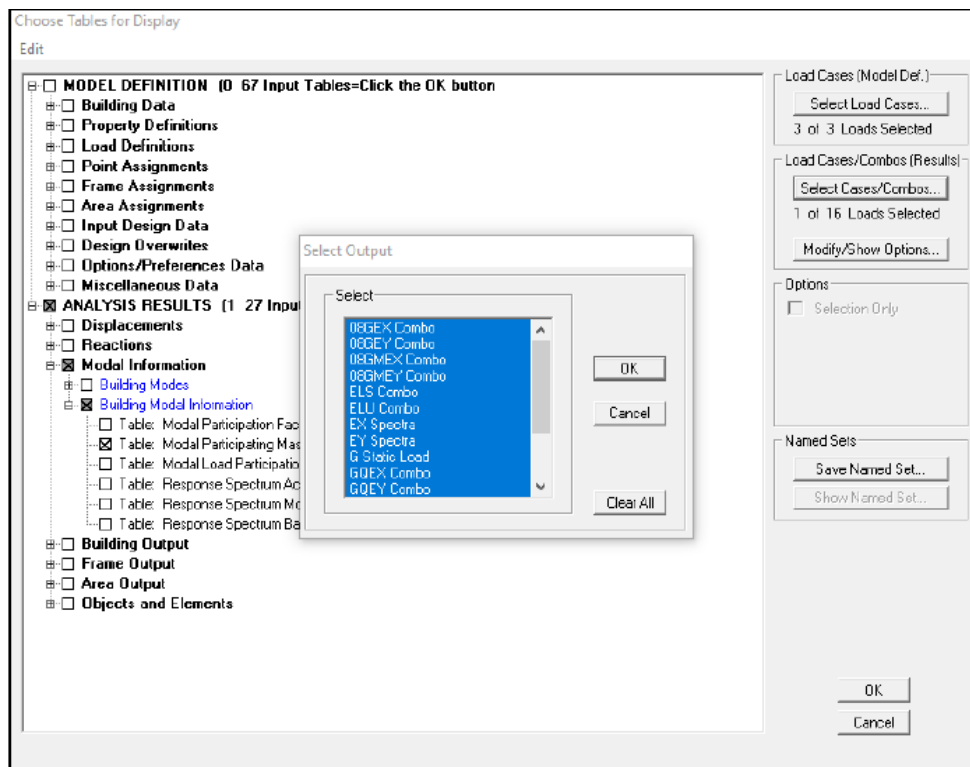 Choose Tables for Display
Edit
MODEL DEFINITION (0 67 Input Tables=Click the OK button
Building Data
Property Definitions
Load Definitions
Point Assignments
Frame Assignments
Area Assignments
Input Design Data
Design Overwrites
Options/Preferences Data
Miscellaneous Data
ANALYSIS RESULTS (1 27 Inpu
Displacements
Reactions
Modal Information
Building Modes
Building Modal Information
Table: Modal Participation Fac
Table: Modal Participating Mas
Table: Modal Load Participatio
Table: Response Spectrum Ac
Table: Response Spectrum Mo
Table: Response Spectrum Ba
Building Output
Frame Output
Area Output
Objects and Elements
Select Output
Select
08GEX Combo
08GEY Combo
08GMEX Combo
08GMEY Combo
ELS Combo
ELU Combo
EX Spectra
EY Spectra
G Static Load
GQEX Combo
GQEY Combo
OK
Cancel
Clear All
Load Cases (Model Def.)
Select Load Cases...
3 of 3 Loads Selected
Load Cases/Combos (Results)
Select Cases/Combos...
1 of 16 Loads Selected
Modify/Show Options...
Options
Selection Only
Named Sets
Save Named Set...
Show Named Set...
OK
Cancel